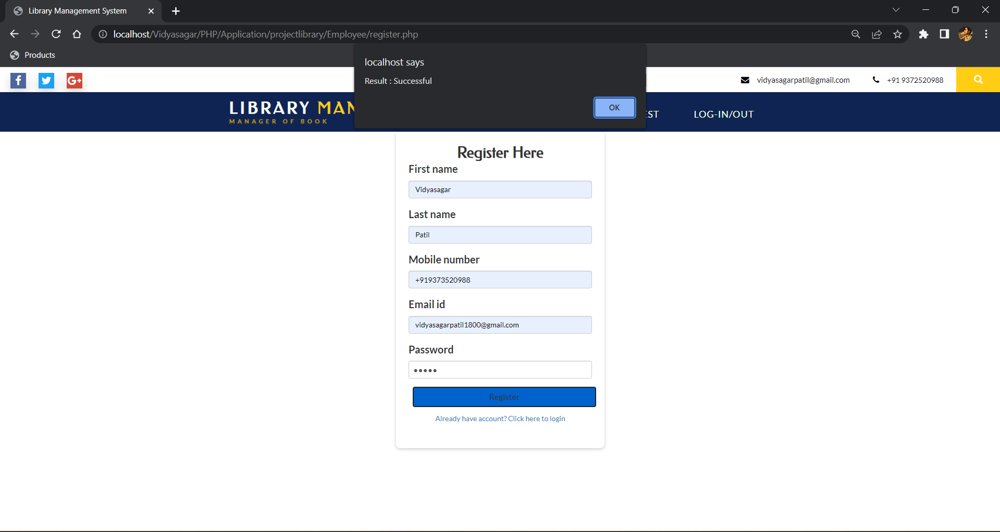 Library Management System
localhost/Vidyasagar/PHP/Application/projectlibrary/Employee/register.php
Products
localhost says
Result : Successful
OK
vidyasagarpatil@gmail.com
+91 9372520988
LIBRARY MAN
MANAGER OF BOOK
EST
LOG-IN/OUT
Register Here
First name
Vidyasagar
Last name
Patil
Mobile number
+919373520988
Email id
vidyasagarpatil1800@gmail.com
Password
•••••
Register
Already have account? Click here to login